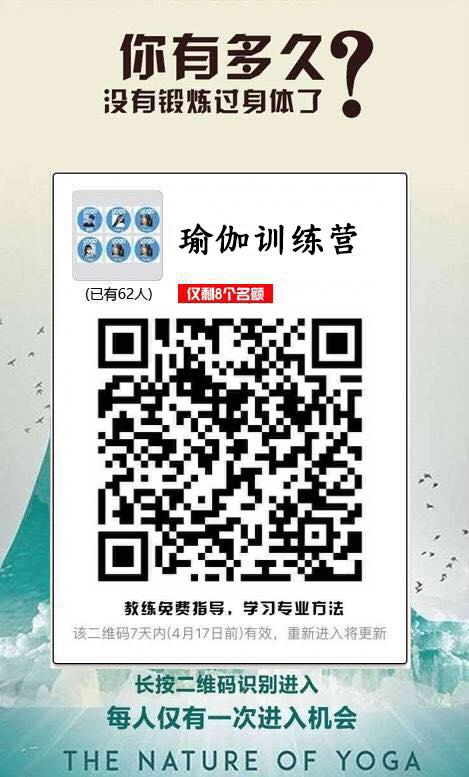 你有多久?
没有锻炼过身体了
瑜伽训练营
(已有62人)
仅剩8个名额
教练免费指导，学习专业方法
该二维码7天内(4月17日前)有效，重新进入将更新
长按二维码识别进入
每人仅有一次进入机会
THE NATURE OF YOGA